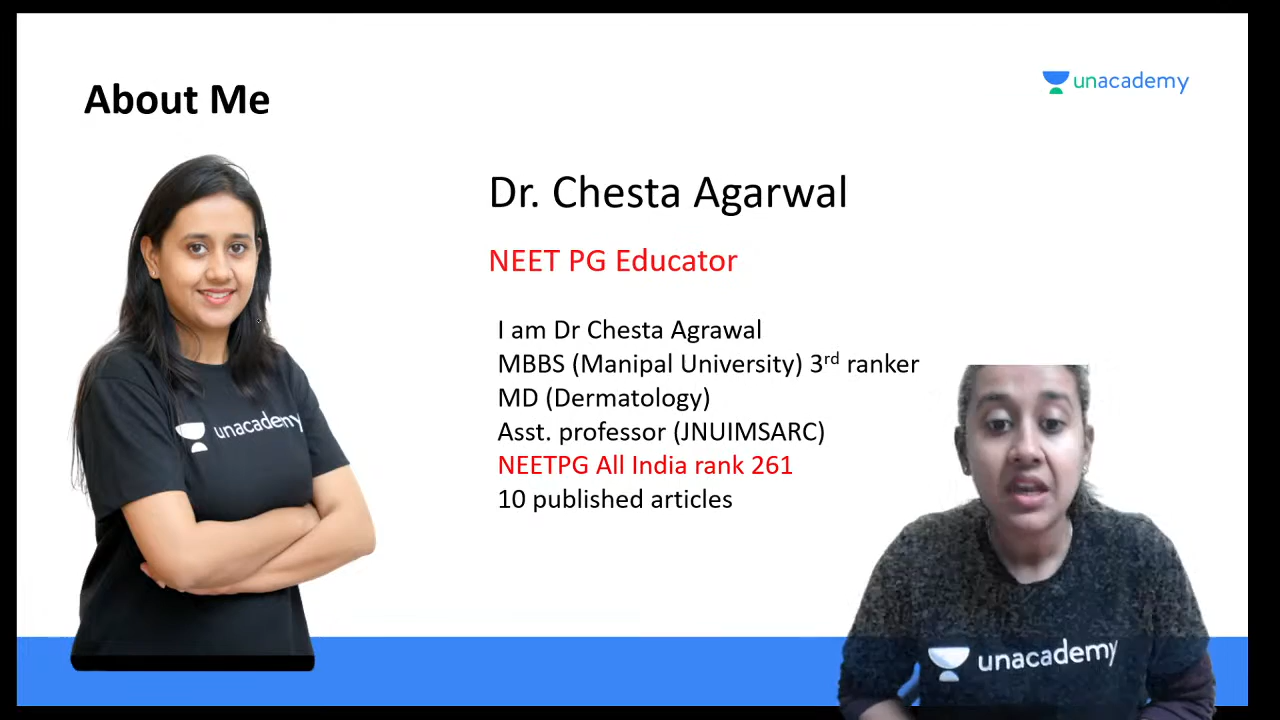 About Me
unacademy
Dr. Chesta Agarwal
NEET PG Educator
I am Dr Chesta Agrawal
MBBS (Manipal University) 3rd ranker
MD (Dermatology)
Asst. professor (JNUIMSARC)
NEETPG All India rank 261
10 published articles
unacademy
unacademy